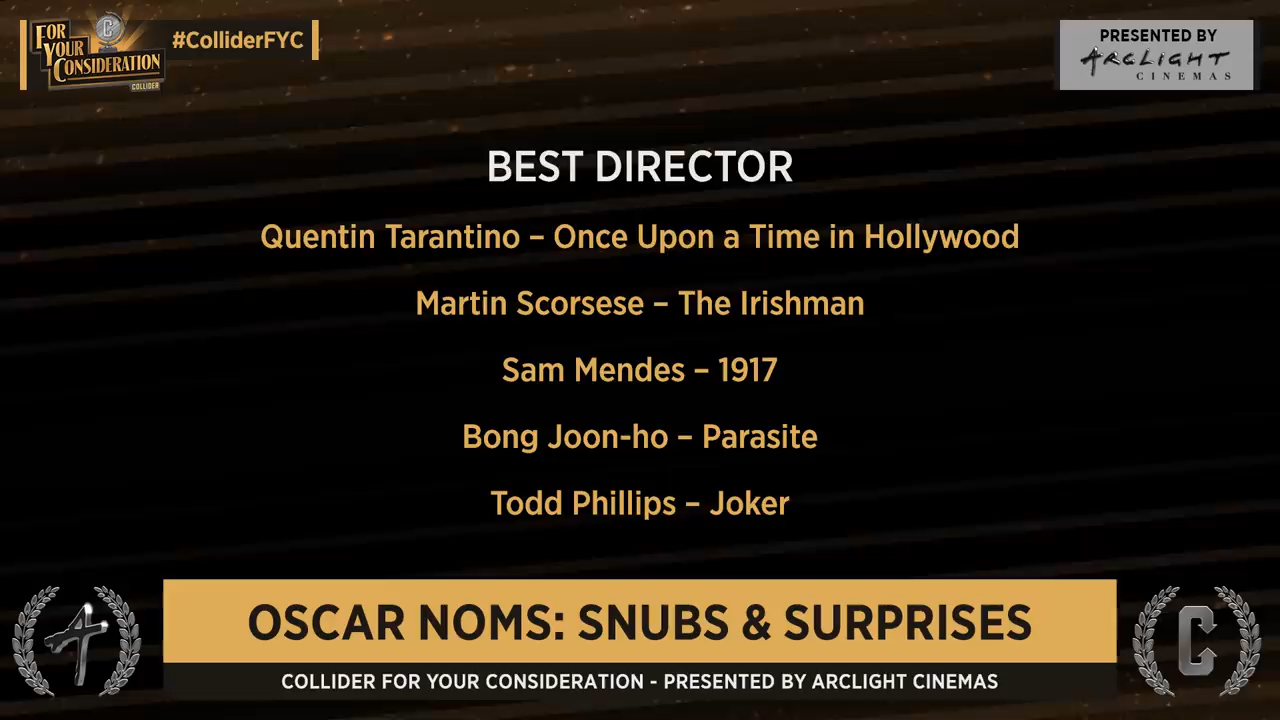 FOR
YOUR
CONSIDERATION
COLLIDER
#ColliderFYC
PRESENTED BY
ARCLIGHT
CINEMAS
BEST DIRECTOR
Quentin Tarantino – Once Upon a Time in Hollywood
Martin Scorsese – The Irishman
Sam Mendes – 1917
Bong Joon-ho – Parasite
Todd Phillips – Joker
OSCAR NOMS: SNUBS & SURPRISES
COLLIDER FOR YOUR CONSIDERATION - PRESENTED BY ARCLIGHT CINEMAS